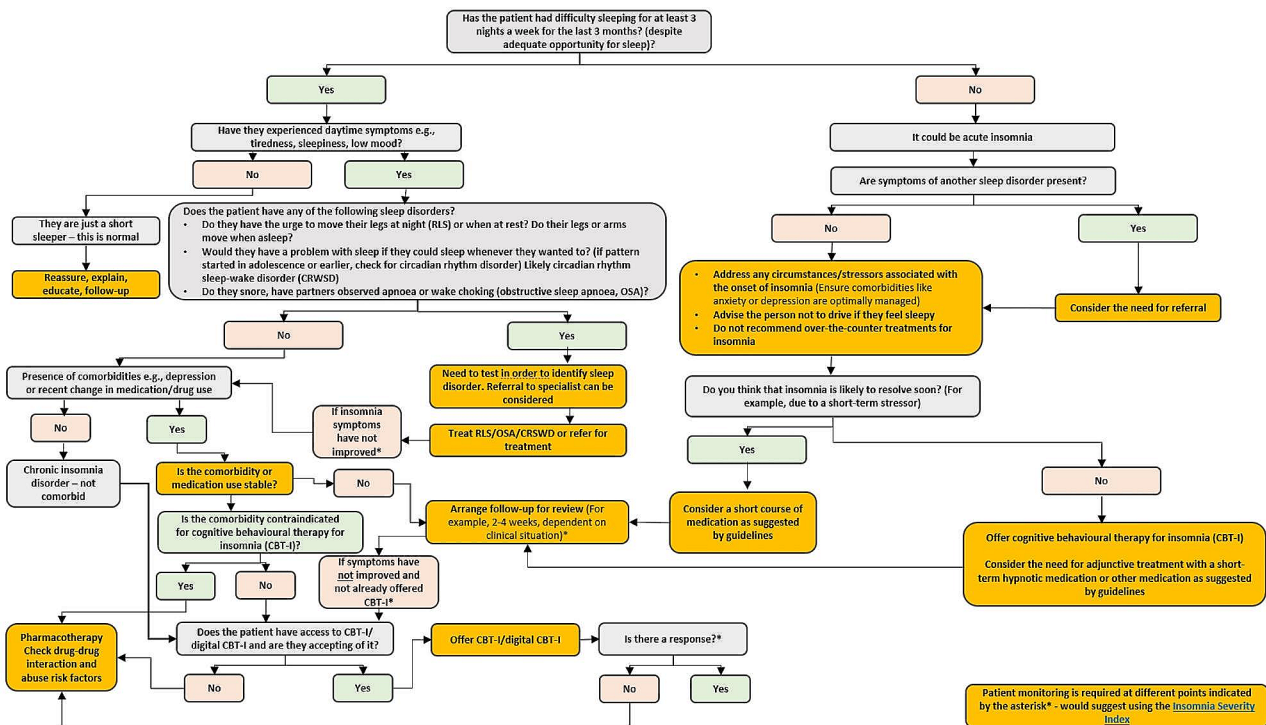 Has the patient had difficulty sleeping for at least 3
nights a week for the last 3 months? (despite
adequate opportunity for sleep)?
Yes
No
Have they experienced daytime symptoms e.g.,
tiredness, sleepiness, low mood?
It could be acute insomnia
No
Yes
Are symptoms of another sleep disorder present?
They are just a short
sleeper – this is normal
Does the patient have any of the following sleep disorders?
• Do they have the urge to move their legs at night (RLS) or when at rest? Do their legs or arms
move when asleep?
• Would they have a problem with sleep if they could sleep whenever they wanted to? (if pattern
started in adolescence or earlier, check for circadian rhythm disorder) Likely circadian rhythm
sleep-wake disorder (CRWSD)
• Do they snore, have partners observed apnoea or wake choking (obstructive sleep apnoea, OSA)?
No
Yes
Reassure, explain,
educate, follow-up
• Address any circumstances/stressors associated with
the onset of insomnia (Ensure comorbidities like
anxiety or depression are optimally managed)
• Advise the person not to drive if they feel sleepy
• Do not recommend over-the-counter treatments for
insomnia
Consider the need for referral
No
Yes
Presence of comorbidities e.g., depression
or recent change in medication/drug use
Need to test in order to identify sleep
disorder. Referral to specialist can be
considered
Do you think that insomnia is likely to resolve soon? (For
example, due to a short-term stressor)
No
Yes
If insomnia
symptoms
have not
improved*
Treat RLS/OSA/CRSWD or refer for
treatment
Yes
No
Chronic insomnia
disorder – not
comorbid
Is the comorbidity or
medication use stable?
No
Arrange follow-up for review (For
example, 2-4 weeks, dependent on
clinical situation)*
Consider a short course of
medication as suggested
by guidelines
Offer cognitive behavioural therapy for insomnia (CBT-I)
Consider the need for adjunctive treatment with a short-
term hypnotic medication or other medication as suggested
by guidelines
Is the comorbidity contraindicated
for cognitive behavioural therapy for
insomnia (CBT-I)?
If symptoms have
not improved and
not already offered
CBT-I*
Yes
No
Pharmacotherapy
Check drug-drug
interaction and
abuse risk factors
Does the patient have access to CBT-I/
digital CBT-I and are they accepting of it?
Offer CBT-I/digital CBT-I
Is there a response?*
No
Yes
No
Yes
Patient monitoring is required at different points indicated
by the asterisk* - would suggest using the Insomnia Severity
Index